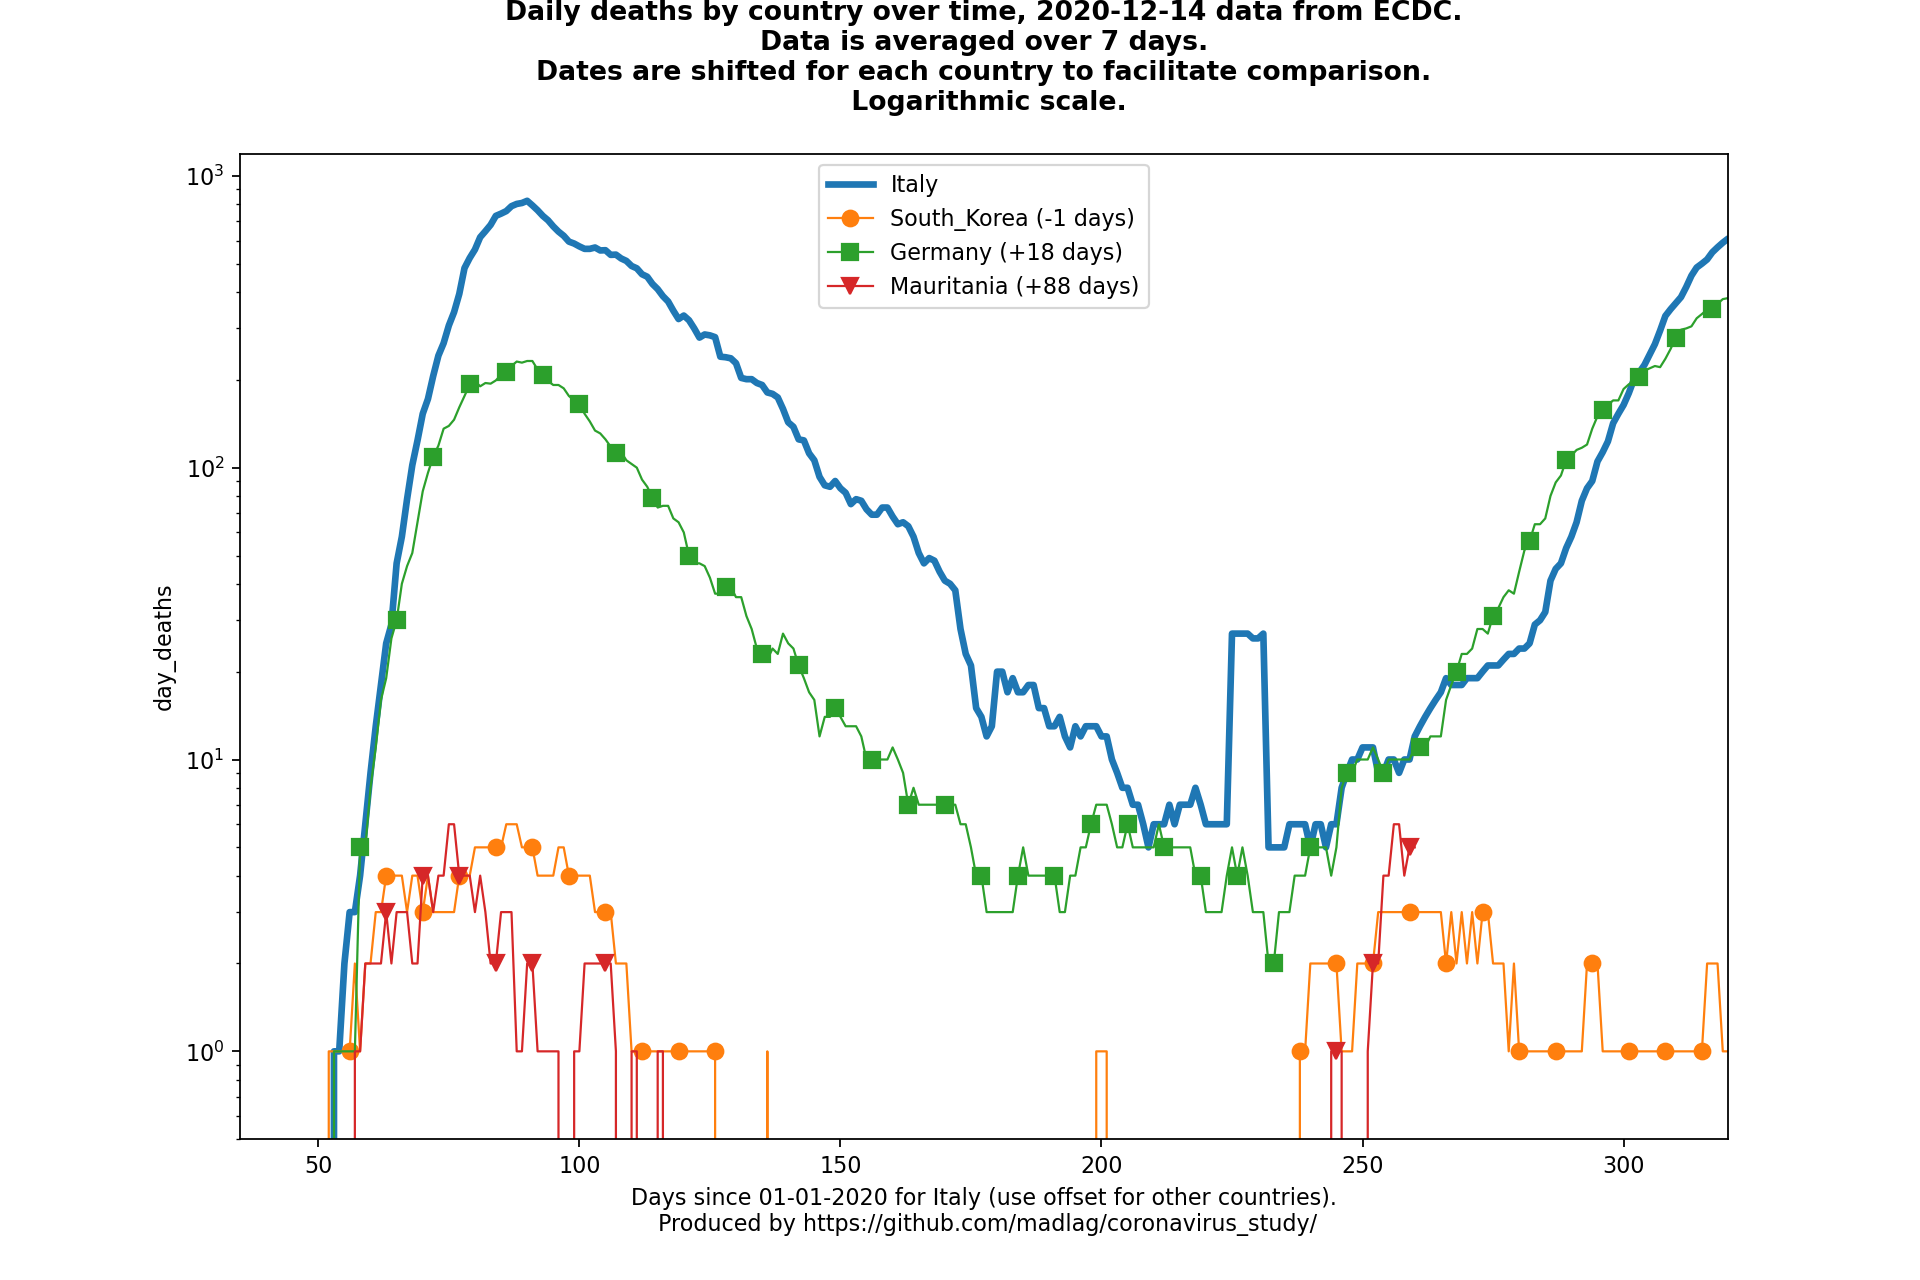 Daily deaths by country over time, 2020-12-14 data from ECDC.
Data is averaged over 7 days.
Dates are shifted for each country to facilitate comparison.
Logarithmic scale.
10³
10²
10¹
10⁰
day_deaths
Italy
South_Korea (-1 days)
Germany (+18 days)
Mauritania (+88 days)
50 100 150 200 250 300
Days since 01-01-2020 for Italy (use offset for other countries).
Produced by https://github.com/madlag/coronavirus_study/